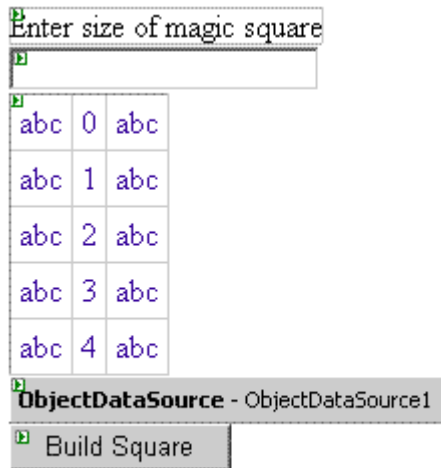 Enter size of magic square
abc 0 abc
abc 1 abc
abc 2 abc
abc 3 abc
abc 4 abc
ObjectDataSource - ObjectDataSource1
Build Square